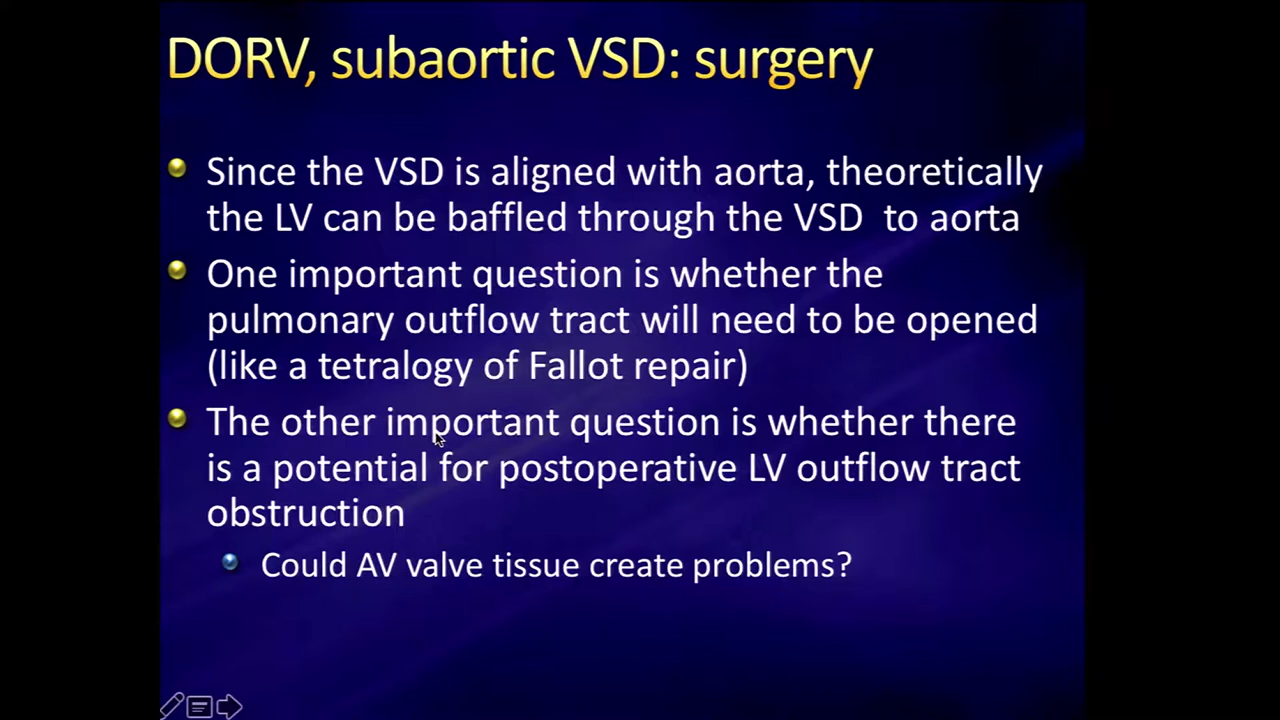 DORV, subaortic VSD: surgery
Since the VSD is aligned with aorta, theoretically
the LV can be baffled through the VSD to aorta
One important question is whether the
pulmonary outflow tract will need to be opened
(like a tetralogy of Fallot repair)
The other important question is whether there
is a potential for postoperative LV outflow tract
obstruction
Could AV valve tissue create problems?